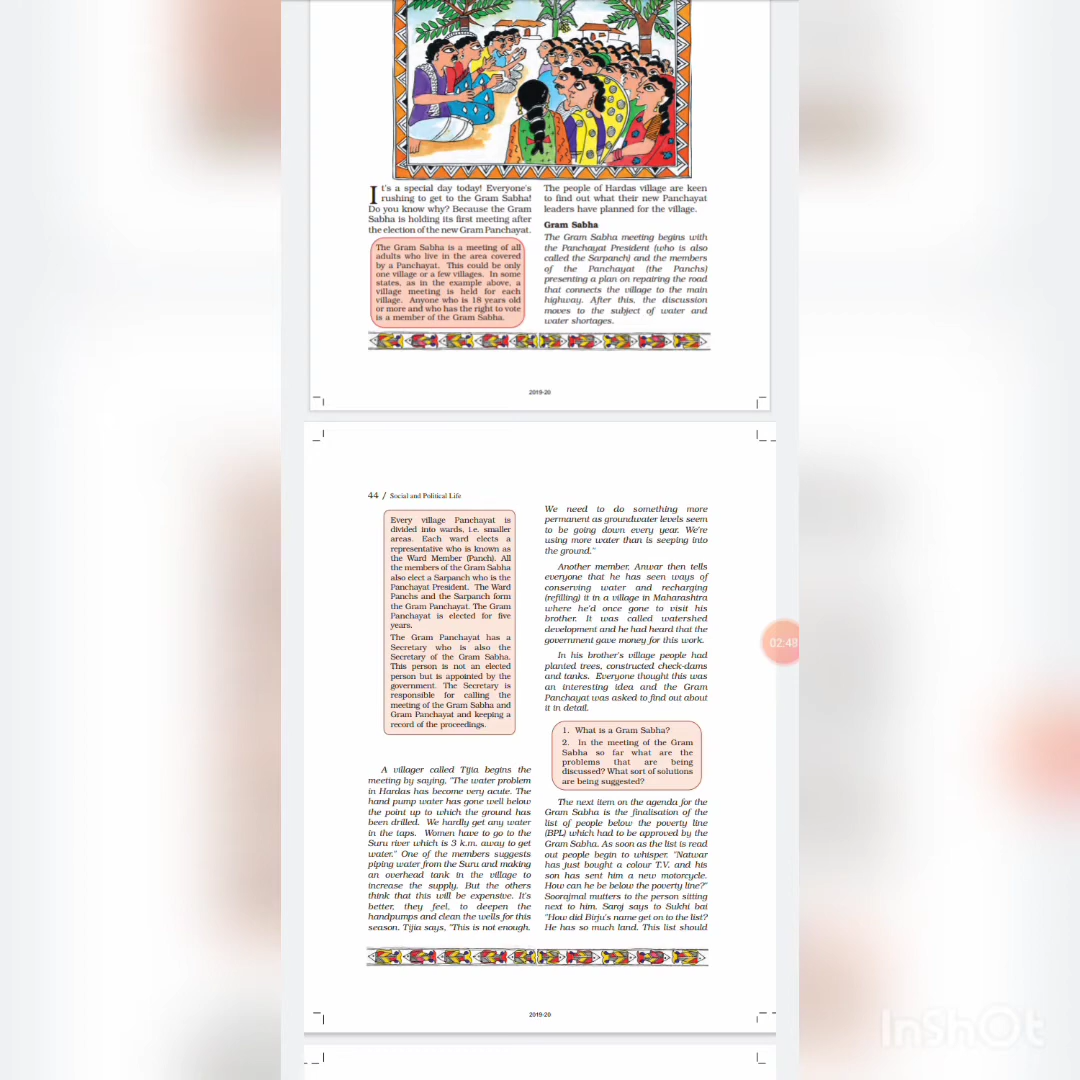 It's a special day today! Everyone's
rushing to get to the Gram Sabha!
Do you know why? Because the Gram
Sabha is holding its first meeting after
the election of the new Gram Panchayat.
The Gram Sabha is a meeting of all
adults who live in the area covered
by a Panchayat. This could be only
one village or a few villages. In some
states, as in the example above, a
village meeting is held for each
village. Anyone who is 18 years old
or more and who has the right to vote
is a member of the Gram Sabha.
The people of Hardas village are keen
to find out what their new Panchayat
leaders have planned for the village.
Gram Sabha
The Gram Sabha meeting begins with
the Panchayat President (who is also
called the Sarpanch) and the members
of the Panchayat (the Panchs)
presenting a plan on repairing the road
that connects the village to the main
highway. After this, the discussion
moves to the subject of water and
water shortages.
2019-20
44 / Social and Political Life
Every village Panchayat is
divided into wards, i.e. smaller
areas. Each ward elects a
representative who is known as
the Ward Member (Panch). All
the members of the Gram Sabha
also elect a Sarpanch who is the
Panchayat President. The Ward
Panchs and the Sarpanch form
the Gram Panchayat. The Gram
Panchayat is elected for five
years.
The Gram Panchayat has a
Secretary who is also the
Secretary of the Gram Sabha.
This person is not an elected
person but is appointed by the
government. The Secretary is
responsible for calling the
meeting of the Gram Sabha and
Gram Panchayat and keeping a
record of the proceedings.
A villager called Tijia begins the
meeting by saying, "The water problem
in Hardas has become very acute. The
hand pump water has gone well below
the point up to which the ground has
been drilled. We hardly get any water
in the taps. Women have to go to the
Suru river which is 3 k.m. away to get
water." One of the members suggests
piping water from the Suru and making
an overhead tank in the village to
increase the supply. But the others
think that this will be expensive. It's
better, they feel, to deepen the
handpumps and clean the wells for this
season. Tijia says, "This is not enough.
We need to do something more
permanent as groundwater levels seem
to be going down every year. We're
using more water than is seeping into
the ground."
Another member, Anwar then tells
everyone that he has seen ways of
conserving water and recharging
(refilling) it in a village in Maharashtra
where he'd once gone to visit his
brother. It was called watershed
development and he had heard that the
government gave money for this work.
In his brother's village people had
planted trees, constructed check-dams
and tanks. Everyone thought this was
an interesting idea and the Gram
Panchayat was asked to find out about
it in detail.
1. What is a Gram Sabha?
2. In the meeting of the Gram
Sabha so far what are the
problems that are being
discussed? What sort of solutions
are being suggested?
The next item on the agenda for the
Gram Sabha is the finalisation of the
list of people below the poverty line
(BPL) which had to be approved by the
Gram Sabha. As soon as the list is read
out people begin to whisper. "Natwar
has just bought a colour T.V. and his
son has sent him a new motorcycle.
How can he be below the poverty line?"
Soorajmal mutters to the person sitting
next to him. Saroj says to Sukhi bai
"How did Birju's name get on to the list?
He has so much land. This list should
2019-20
02:48
InShOt